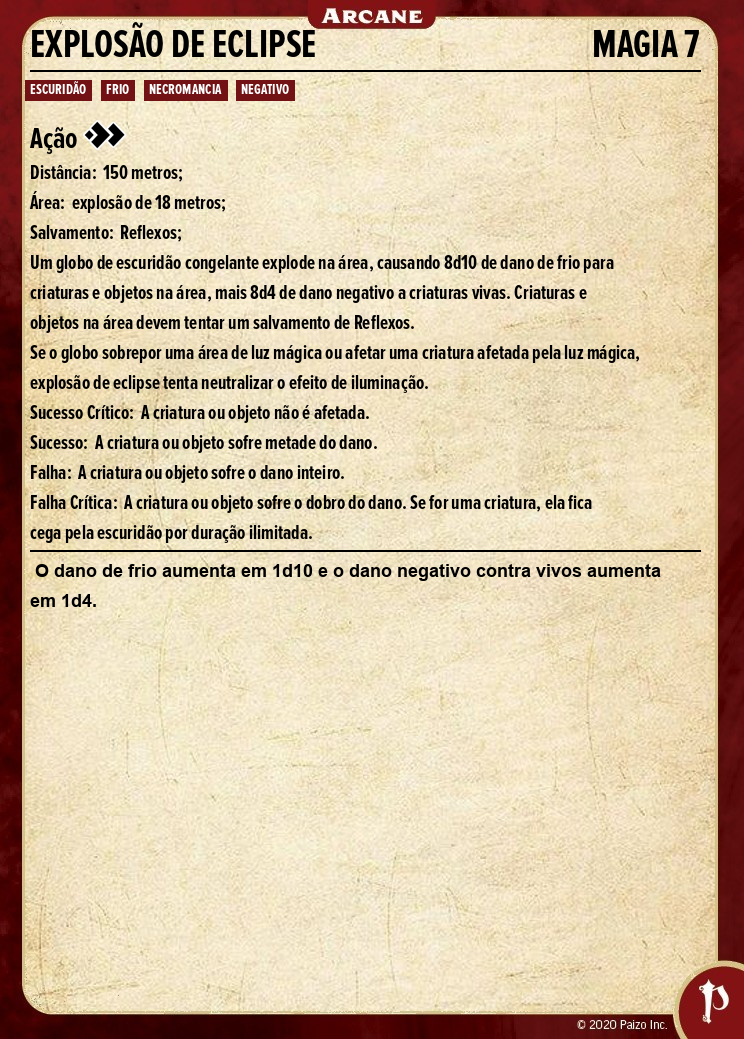 ARCANE
EXPLOSÃO DE ECLIPSE MAGIA 7
ESCURIDÃO FRIO NECROMANCIA NEGATIVO
Ação
Distância: 150 metros;
Área: explosão de 18 metros;
Salvamento: Reflexos;
Um globo de escuridão congelante explode na área, causando 8d10 de dano de frio para
criaturas e objetos na área, mais 8d4 de dano negativo a criaturas vivas. Criaturas e
objetos na área devem tentar um salvamento de Reflexos.
Se o globo sobrepor uma área de luz mágica ou afetar uma criatura afetada pela luz mágica,
explosão de eclipse tenta neutralizar o efeito de iluminação.
Sucesso Crítico: A criatura ou objeto não é afetada.
Sucesso: A criatura ou objeto sofre metade do dano.
Falha: A criatura ou objeto sofre o dano inteiro.
Falha Crítica: A criatura ou objeto sofre o dobro do dano. Se for uma criatura, ela fica
cega pela escuridão por duração ilimitada.
O dano de frio aumenta em 1d10 e o dano negativo contra vivos aumenta
em 1d4.
© 2020 Paizo Inc.